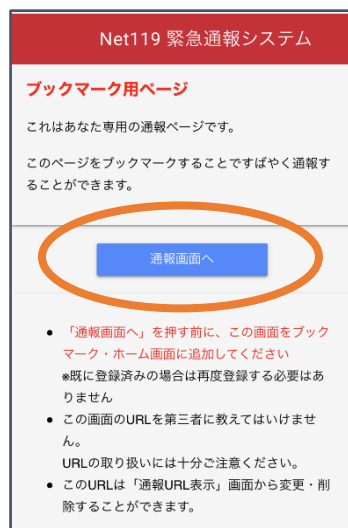 Net119 緊急通報システム
ブックマーク用ページ
これはあなた専用の通報ページです。
このページをブックマークすることですばやく通報す
ることができます。
通報画面へ
● 「通報画面へ」を押す前に、この画面をブック
マーク・ホーム画面に追加してください
※既に登録済みの場合は再度登録する必要はあ
りません
● この画面のURLを第三者に教えてはいけませ
ん。
URLの取り扱いには十分ご注意ください。
● このURLは「通報URL表示」画面から変更・削
除することができます。